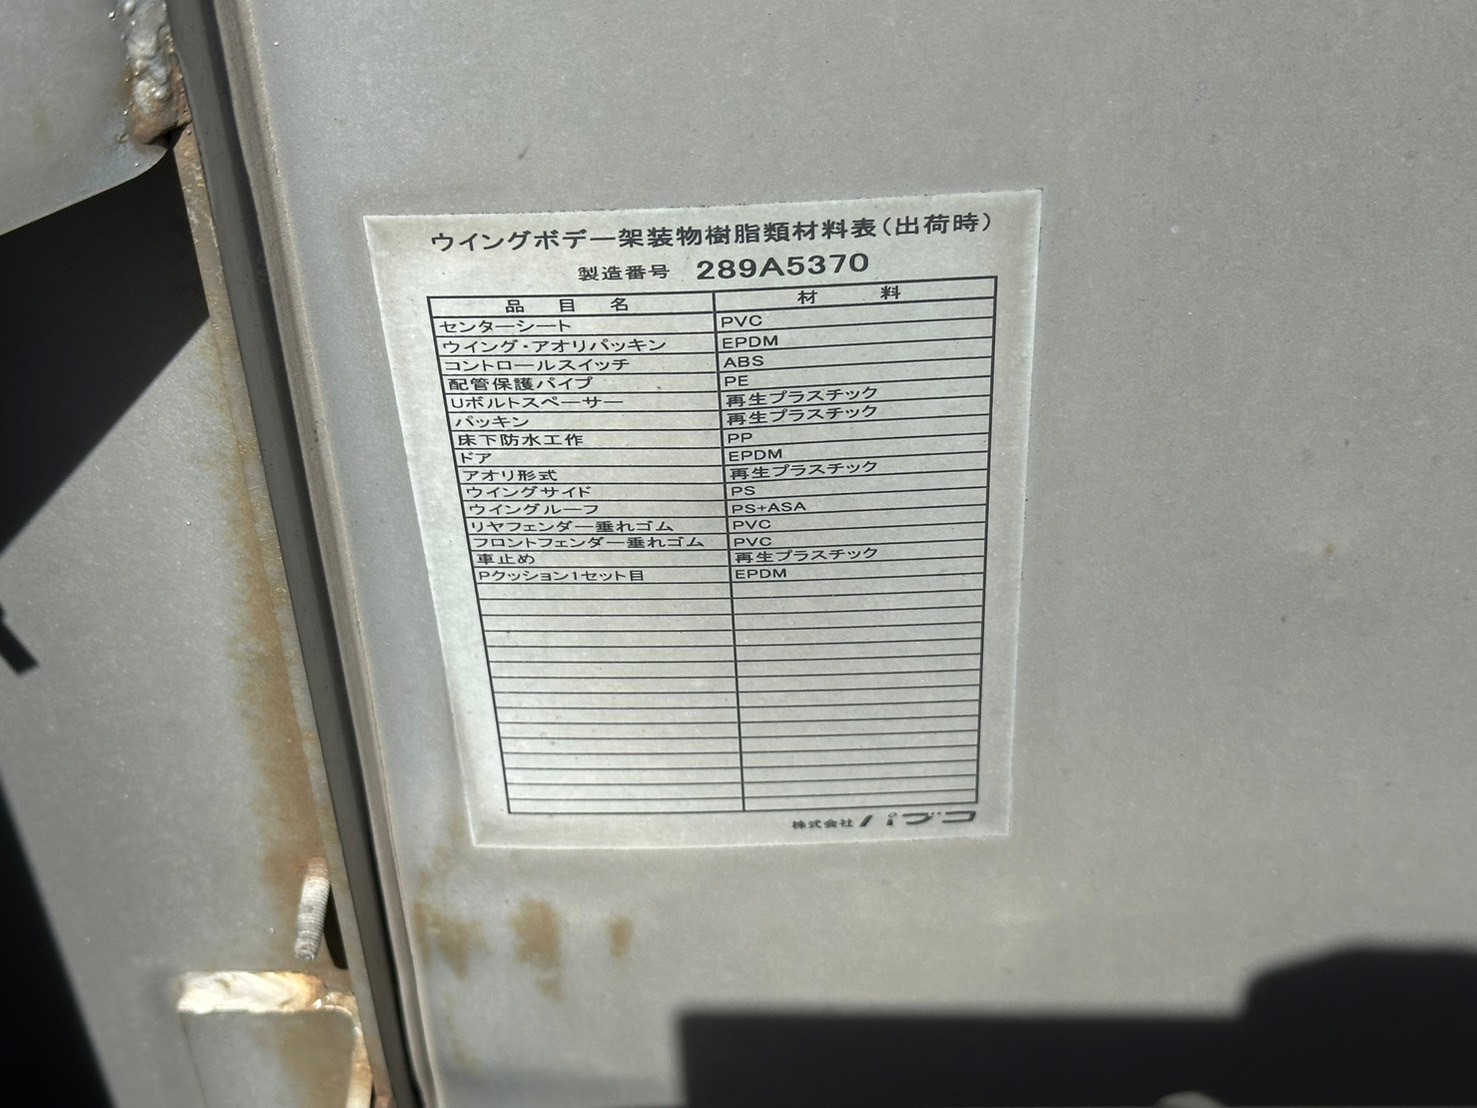 ウイングボデー架装物樹脂類材料表(出荷時)
製造番号 289A5370
品目名 材料
センターシート PVC
ウイング・アオリパッキン EPDM
コントロールスイッチ ABS
配管保護パイプ PE
Uボルトスペーサー 再生プラスチック
パッキン 再生プラスチック
床下防水工作 PP
ドア EPDM
アオリ形式 再生プラスチック
ウイングサイド PS
ウイングルーフ PS+ASA
リヤフェンダー垂れゴム PVC
フロントフェンダー垂れゴム PVC
車止め 再生プラスチック
Pクッション1セット目 EPDM
株式会社パブコ